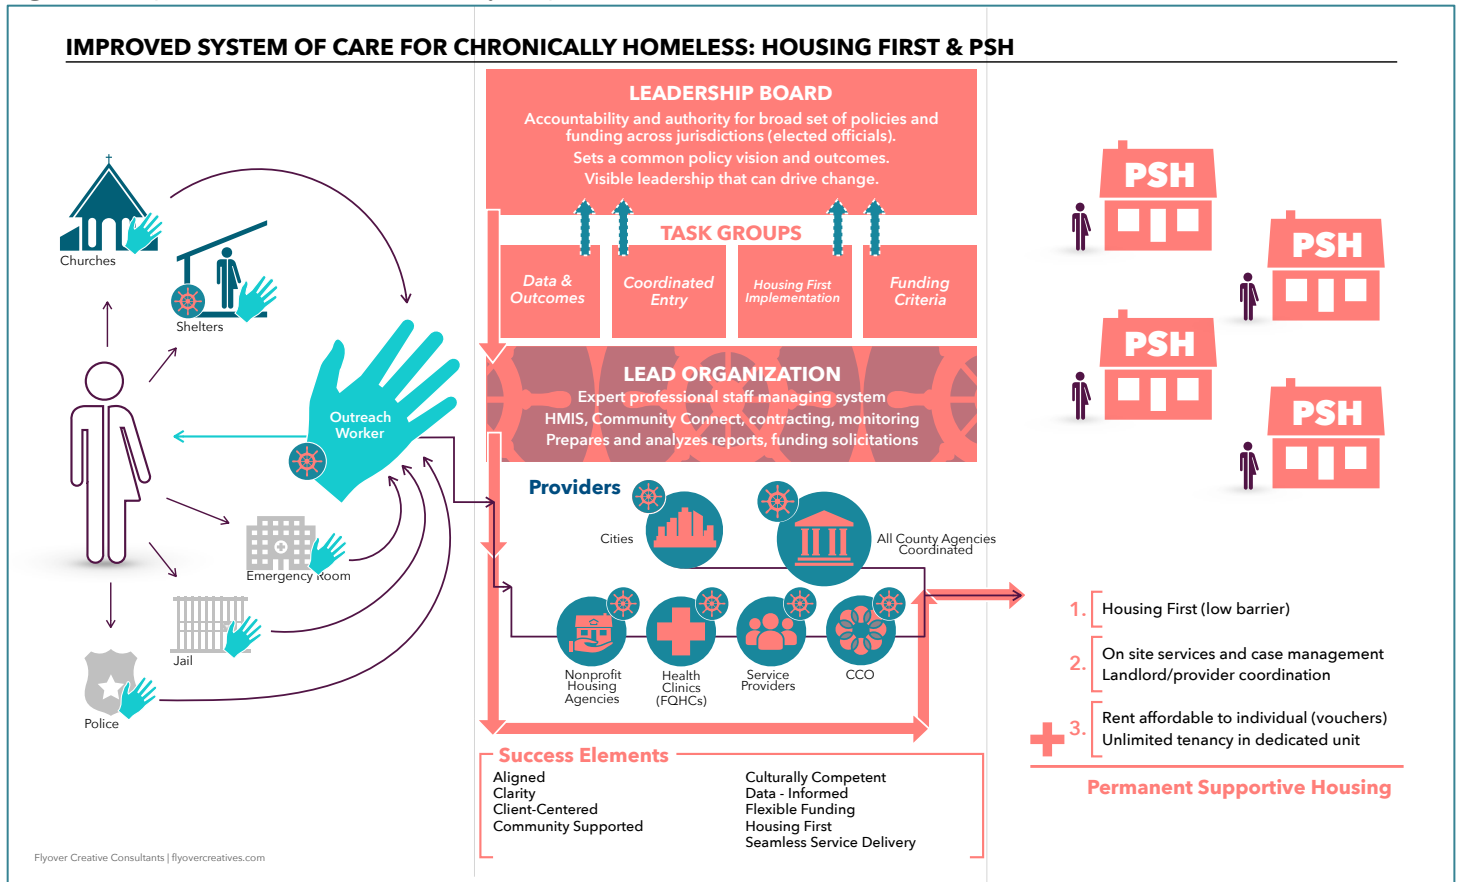 IMPROVED SYSTEM OF CARE FOR CHRONICALLY HOMELESS: HOUSING FIRST & PSH
Churches
Shelters
Outreach
Worker
Emergency Room
Jail
Police
LEADERSHIP BOARD
Accountability and authority for broad set of policies and
funding across jurisdictions (elected officials).
Sets a common policy vision and outcomes.
Visible leadership that can drive change.
TASK GROUPS
Data &
Outcomes
Coordinated
Entry
Housing First
Implementation
Funding
Criteria
LEAD ORGANIZATION
Expert professional staff managing system
HMIS, Community Connect, contracting, monitoring
Prepares and analyzes reports, funding solicitations
Providers
Cities
All County Agencies
Coordinated
Nonprofit
Housing
Agencies
Health
Clinics
(FQHCs)
Service
Providers
CCO
Success Elements
Aligned
Clarity
Client-Centered
Community Supported
Culturally Competent
Data - Informed
Flexible Funding
Housing First
Seamless Service Delivery
PSH
PSH
PSH
PSH
1. Housing First (low barrier)
2. On site services and case management
Landlord/provider coordination
3. Rent affordable to individual (vouchers)
Unlimited tenancy in dedicated unit
Permanent Supportive Housing
Flyover Creative Consultants | flyovercreatives.com